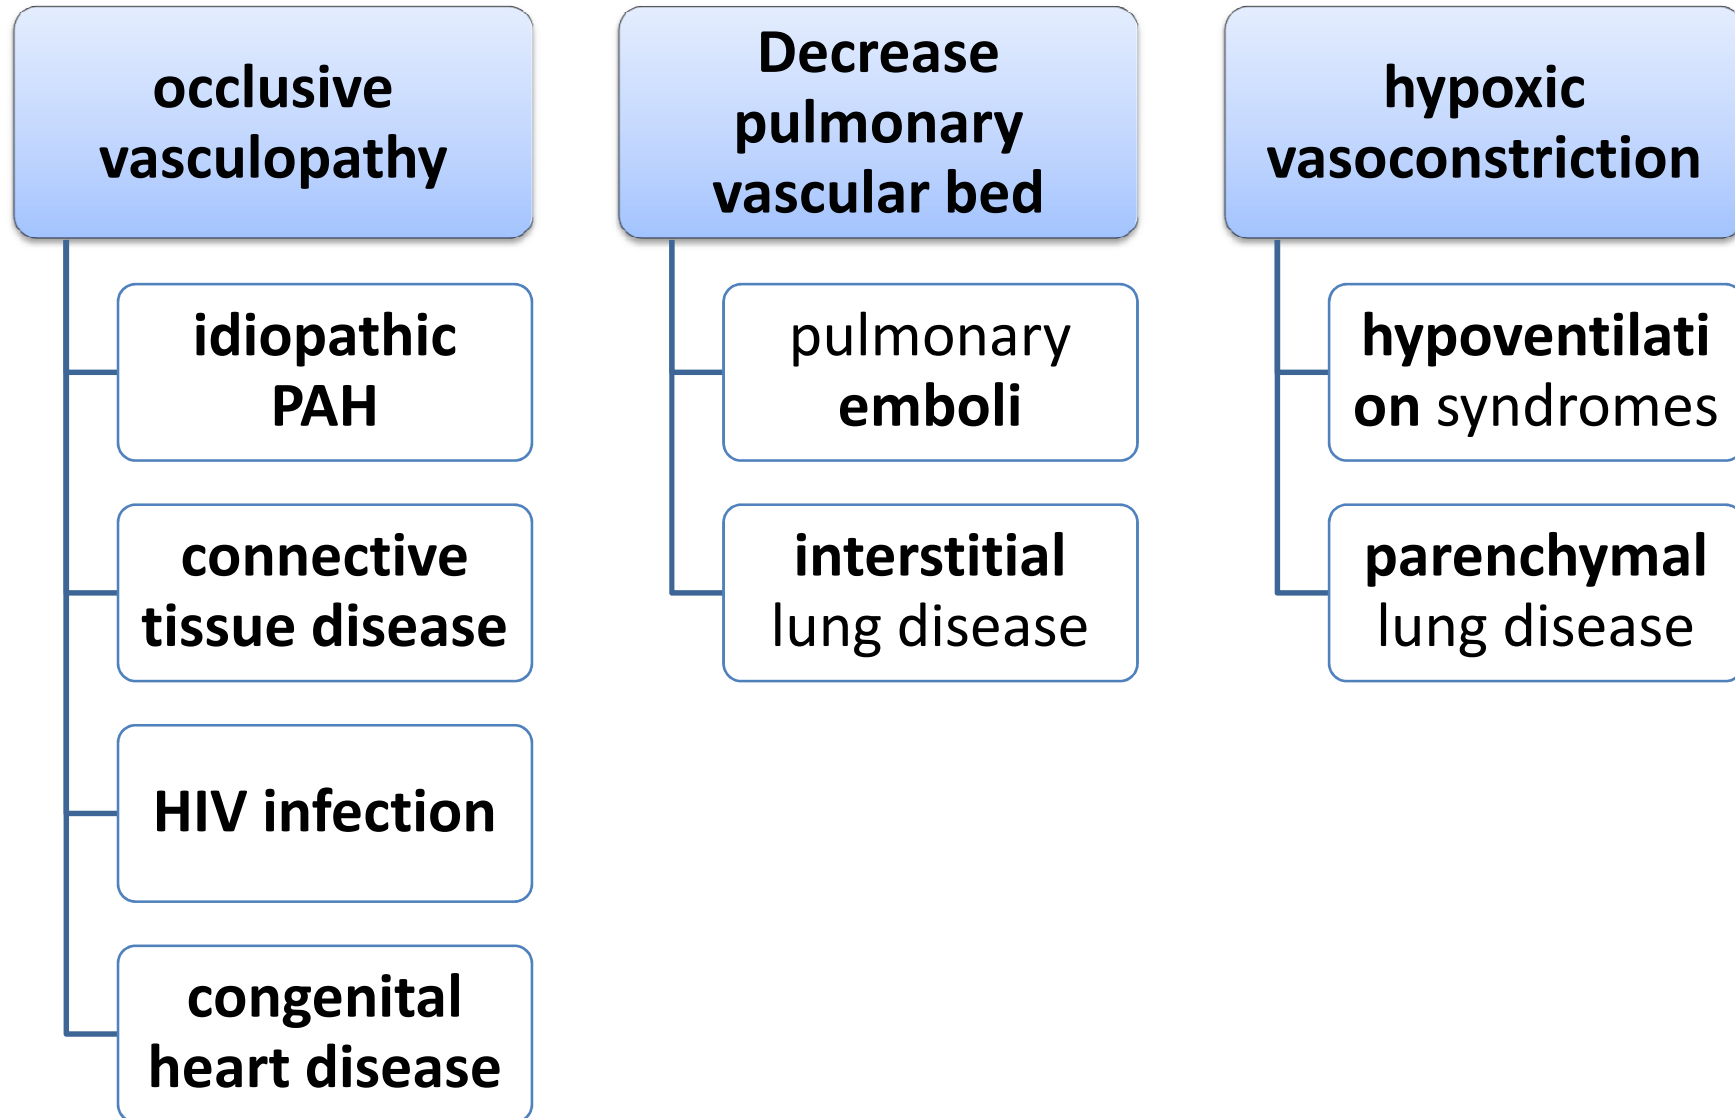 occlusive
vasculopathy
idiopathic
PAH
connective
tissue disease
HIV infection
congenital
heart disease
Decrease
pulmonary
vascular bed
pulmonary
emboli
interstitial
lung disease
hypoxic
vasoconstriction
hypoventilati
on syndromes
parenchymal
lung disease